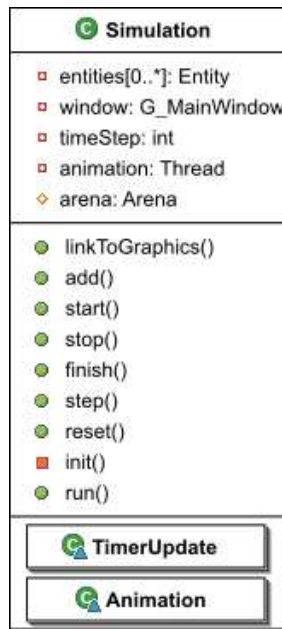 C Simulation
entities[0..*]: Entity
window: G_MainWindow
timeStep: int
animation: Thread
arena: Arena
linkToGraphics()
add()
start()
stop()
finish()
step()
reset()
init()
run()
C TimerUpdate
C Animation